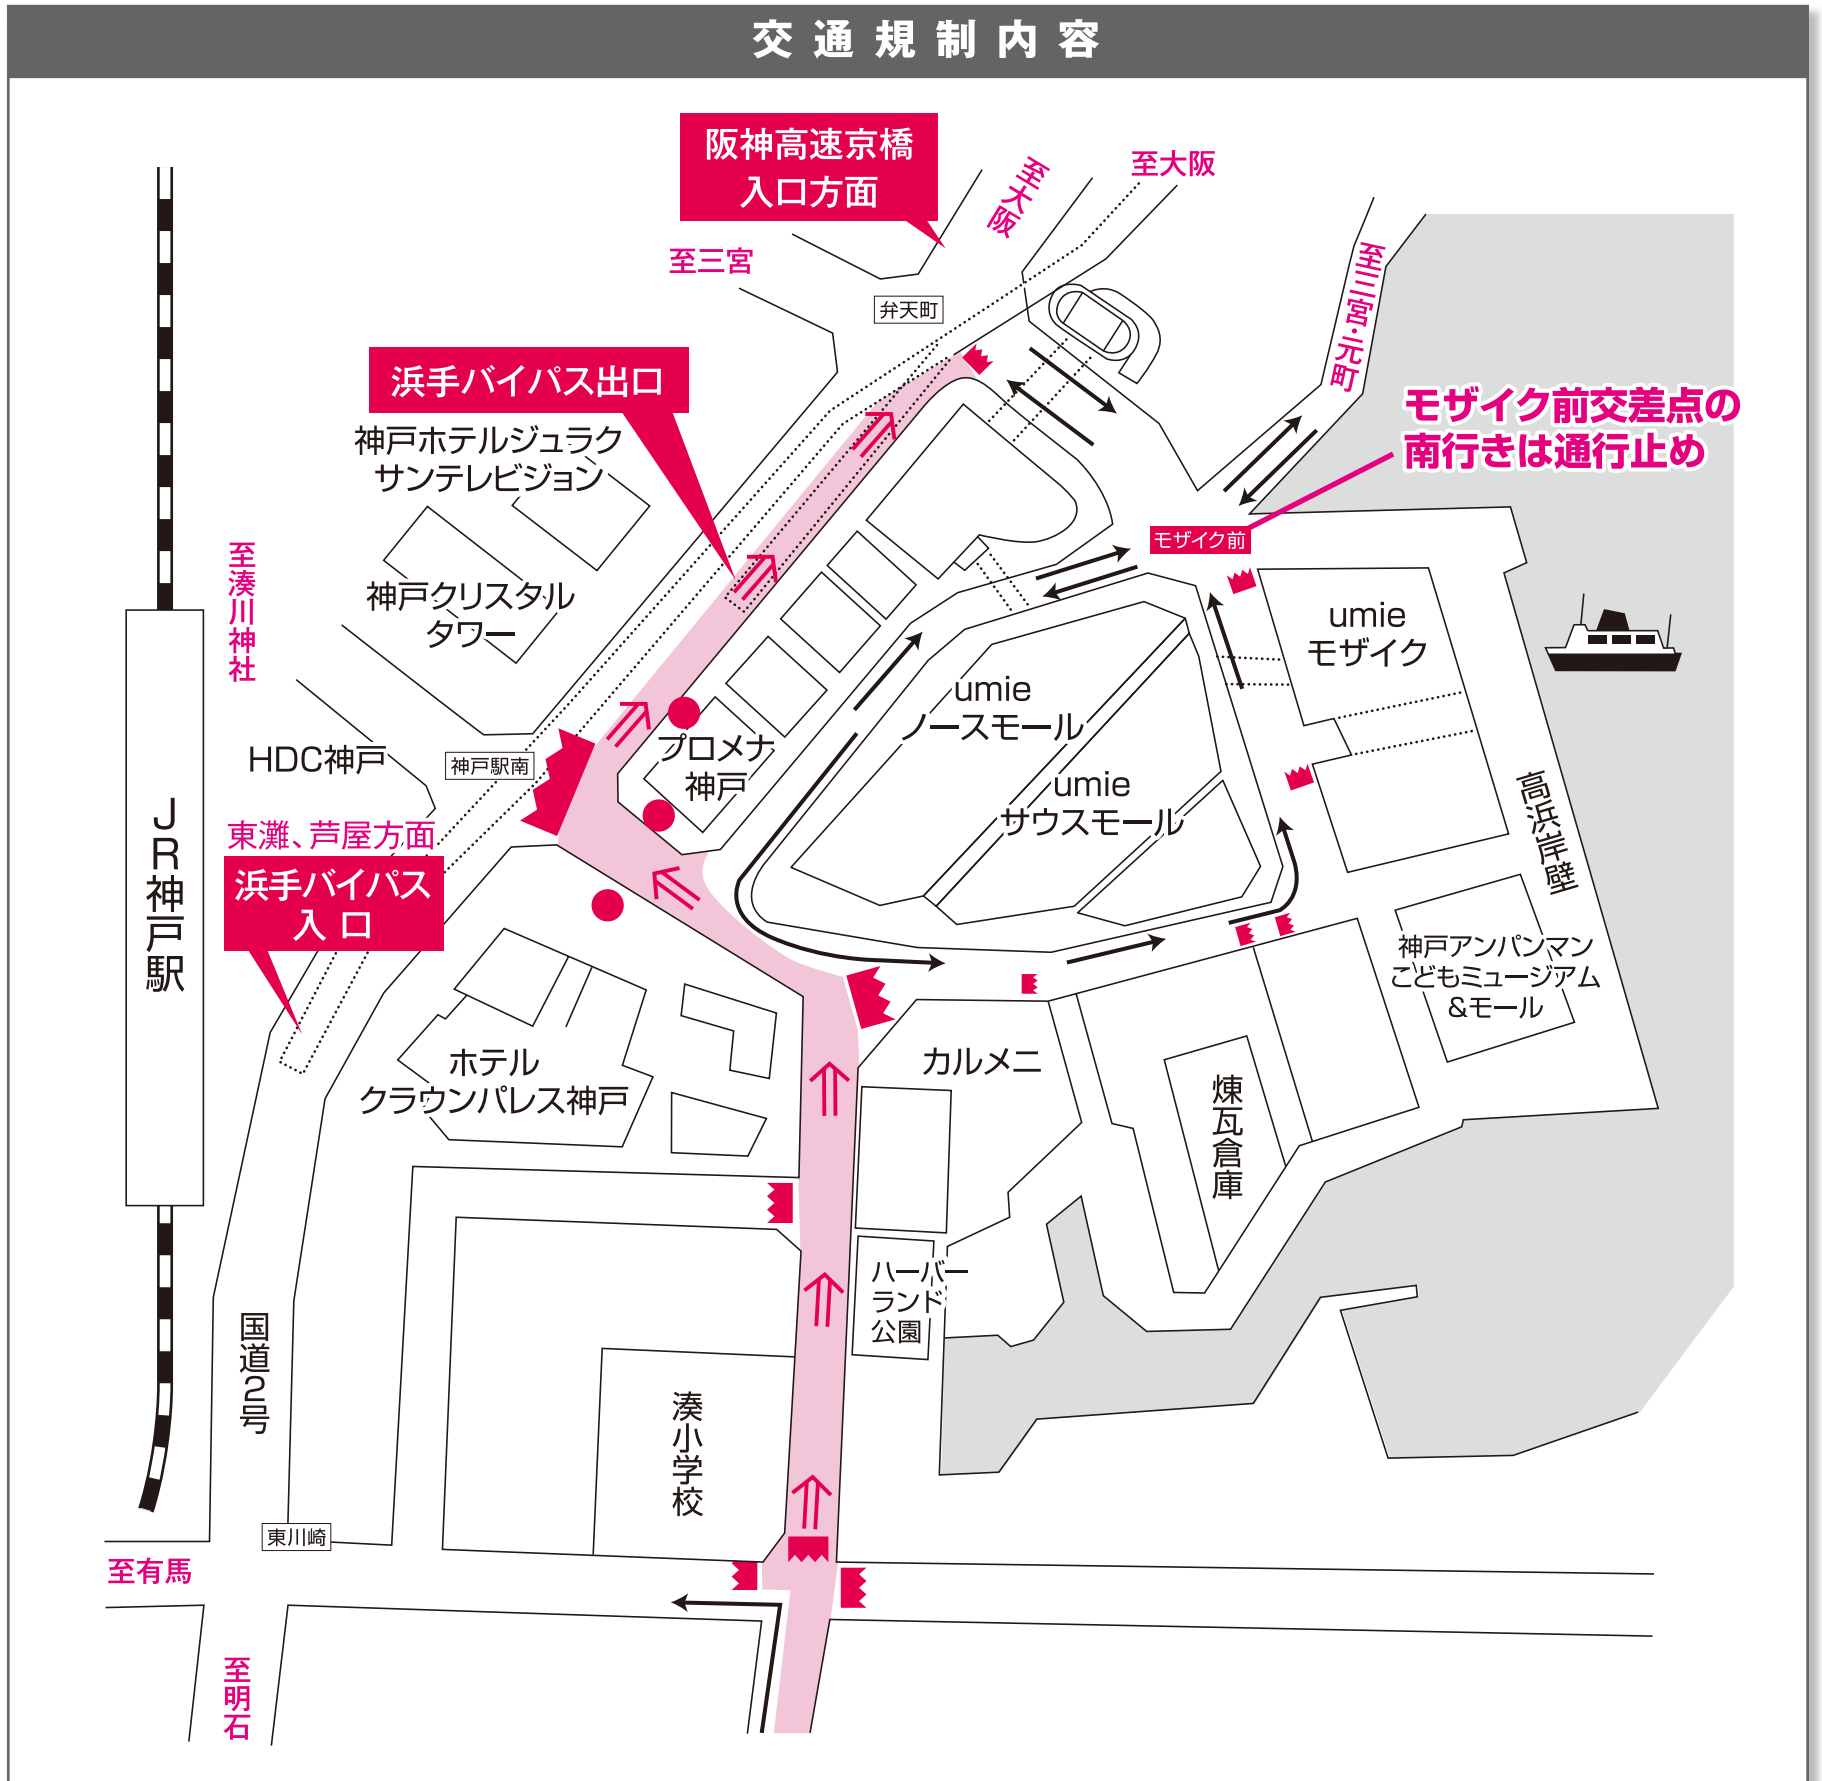 交通規制内容
阪神高速京橋
入口方面
至大阪
至大阪
至三宮
弁天町
至三宮・元町
浜手バイパス出口
モザイク前交差点の
南行きは通行止め
神戸ホテルジュラク
サンテレビジョン
モザイク前
至湊川神社
神戸クリスタル
タワー
umie
モザイク
umie
ノースモール
HDC神戸
神戸駅南
プロメナ
神戸
umie
サウスモール
高浜岸壁
JR神戸駅
東灘、芦屋方面
浜手バイパス
入口
神戸アンパンマン
こどもミュージアム
&モール
ホテル
クラウンパレス神戸
カルメニ
煉瓦倉庫
ハーバー
ランド
公園
国道2号
湊小学校
東川崎
至有馬
至明石